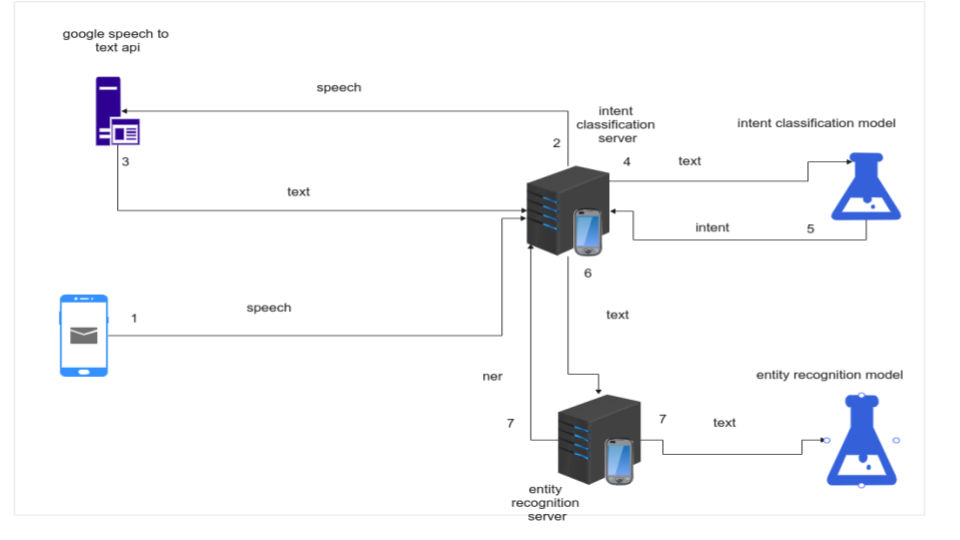 google speech to
text api
speech
intent
classification
server
intent classification model
2
3
4
text
text
intent
5
6
speech
1
text
entity recognition model
ner
7
7
text
entity
recognition
server